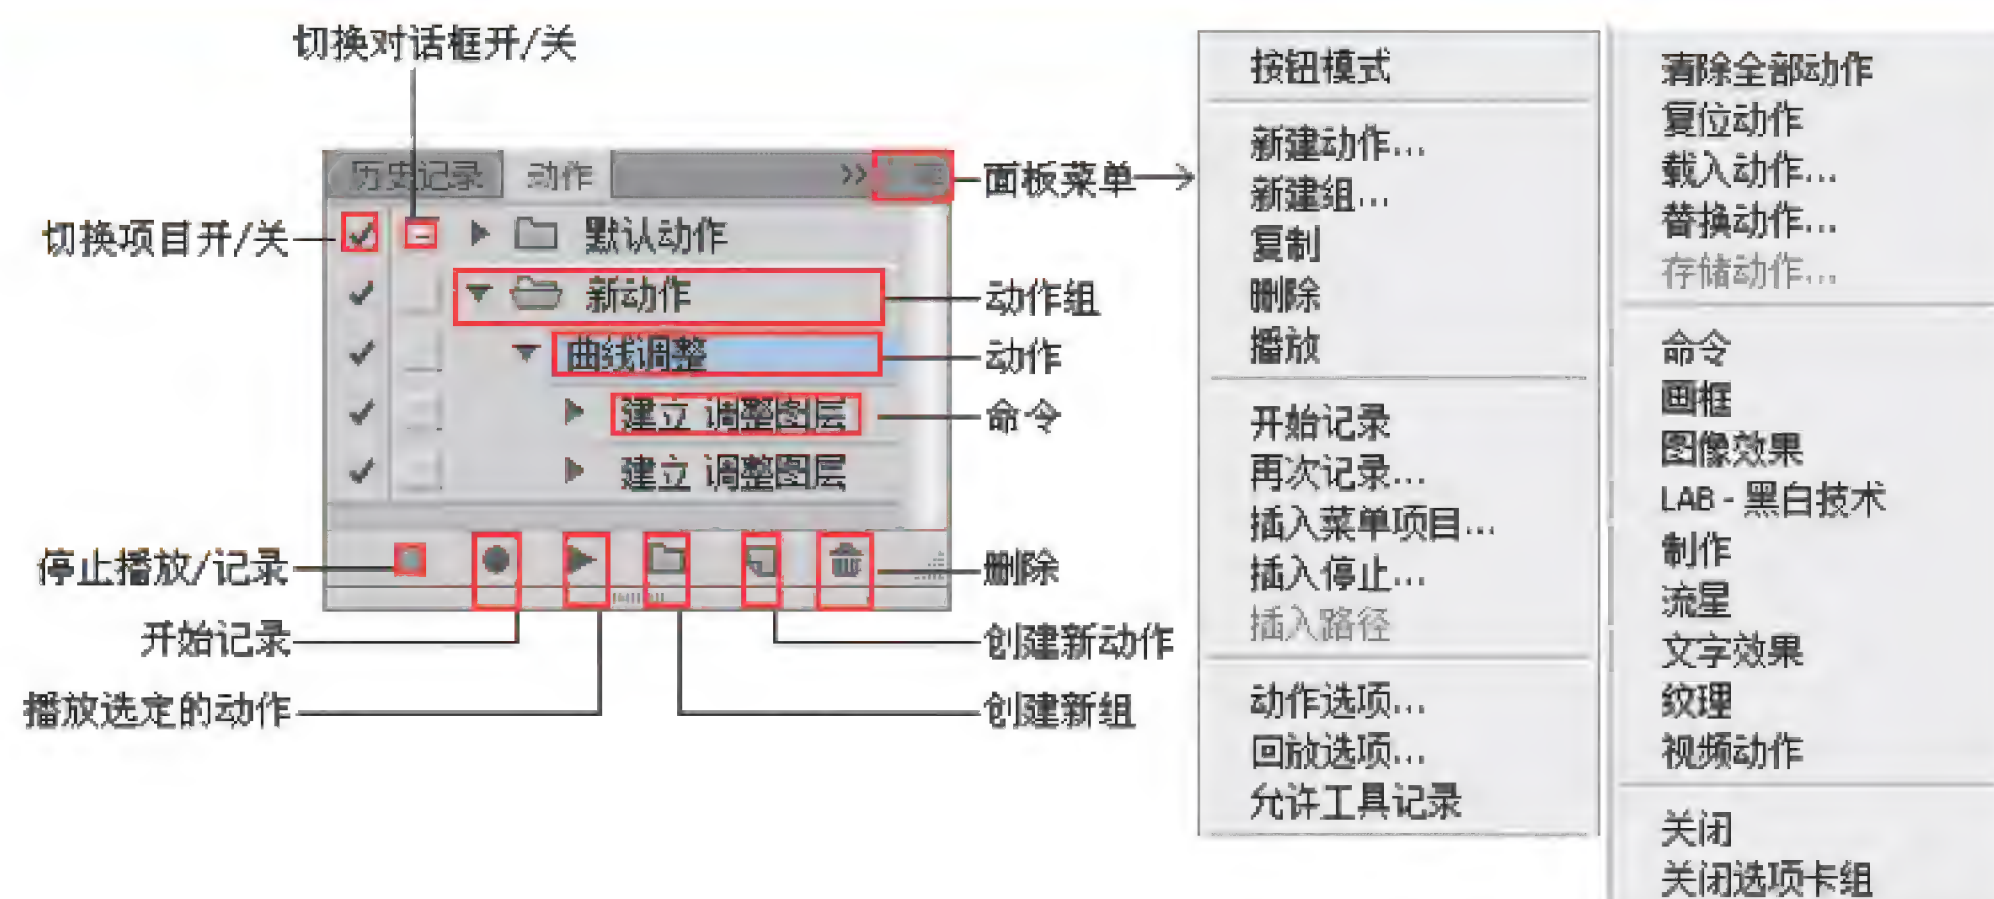 切换对话框开/关
历史记录 动作 >>
面板菜单
切换项目开/关
默认动作
新动作
动作组
曲线调整
动作
建立 调整图层
命令
建立 调整图层
停止播放/记录
删除
开始记录
创建新动作
播放选定的动作
创建新组
按钮模式
新建动作...
新建组...
复制
删除
播放
开始记录
再次记录...
插入菜单项目...
插入停止...
插入路径
动作选项...
回放选项...
允许工具记录
清除全部动作
复位动作
载入动作...
替换动作...
存储动作...
命令
画框
图像效果
LAB - 黑白技术
制作
流星
文字效果
纹理
视频动作
关闭
关闭选项卡组